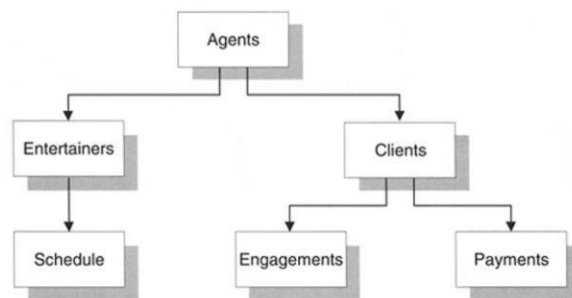 Agents
Entertainers
Clients
Schedule
Engagements
Payments